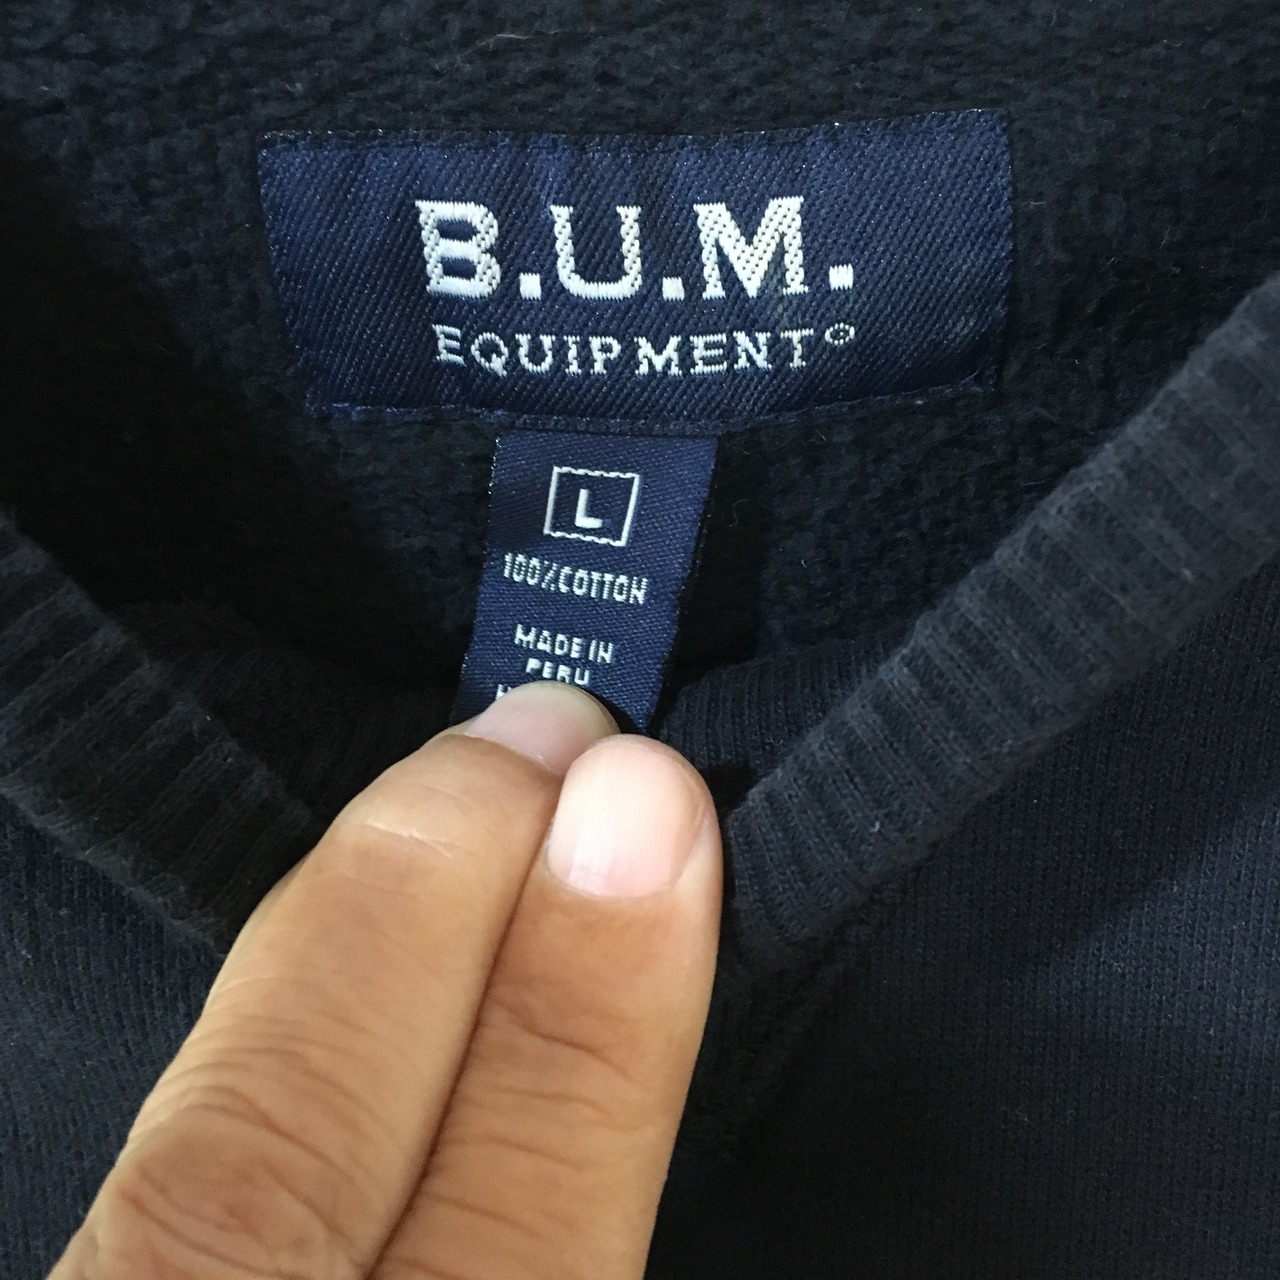 B.U.M.
EQUIPMENT®
L
100% COTTON
MADE IN
PERU